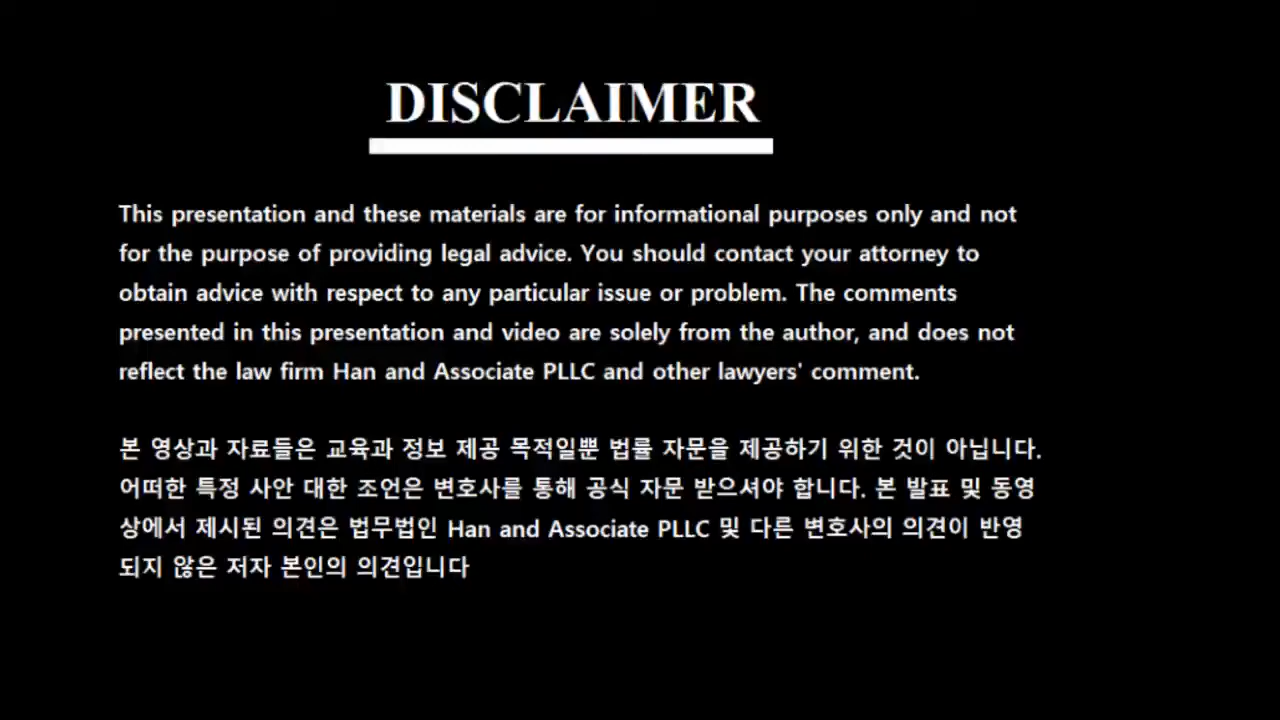 DISCLAIMER
This presentation and these materials are for informational purposes only and not
for the purpose of providing legal advice. You should contact your attorney to
obtain advice with respect to any particular issue or problem. The comments
presented in this presentation and video are solely from the author, and does not
reflect the law firm Han and Associate PLLC and other lawyers' comment.
본 영상과 자료들은 교육과 정보 제공 목적일뿐 법률 자문을 제공하기 위한 것이 아닙니다.
어떠한 특정 사안 대한 조언은 변호사를 통해 공식 자문 받으셔야 합니다. 본 발표 및 동영
상에서 제시된 의견은 법무법인 Han and Associate PLLC 및 다른 변호사의 의견이 반영
되지 않은 저자 본인의 의견입니다